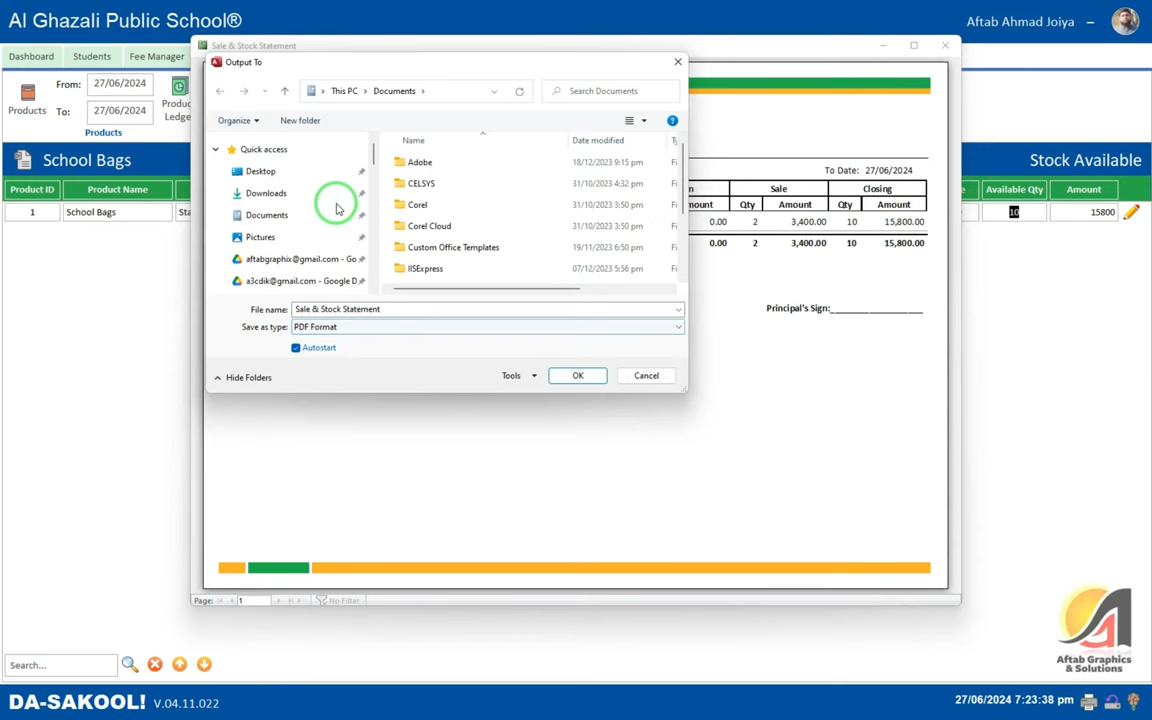 Al Ghazali Public School®
Aftab Ahmad Joiya
Dashboard Students Fee Manager
Products
From: 27/06/2024
To: 27/06/2024
Products
Ledge
Products
School Bags
Stock Available
Product ID Product Name Available Qty Amount
1 School Bags 10 15800
Sale & Stock Statement
Output To
This PC > Documents >
Search Documents
Organize New folder
Quick access
Desktop
Downloads
Documents
Pictures
aftabgraphix@gmail.com - Go
a3cdik@gmail.com - Google D
Name Date modified
Adobe 18/12/2023 9:15 pm Fi
CELSYS 31/10/2023 4:32 pm Fi
Corel 31/10/2023 3:50 pm Fi
Corel Cloud 31/10/2023 3:50 pm Fi
Custom Office Templates 19/11/2023 6:50 pm Fi
IISExpress 07/12/2023 5:56 pm Fi
File name: Sale & Stock Statement
Save as type: PDF Format
Autostart
Hide Folders
Tools OK Cancel
To Date: 27/06/2024
Sale Closing
Qty Amount Qty Amount
0.00 2 3,400.00 10 15,800.00
0.00 2 3,400.00 10 15,800.00
Principal's Sign:
Page: 1 No Filter
Aftab Graphics
& Solutions
Search...
DA-SAKOOL! V.04.11.022
27/06/2024 7:23:38 pm